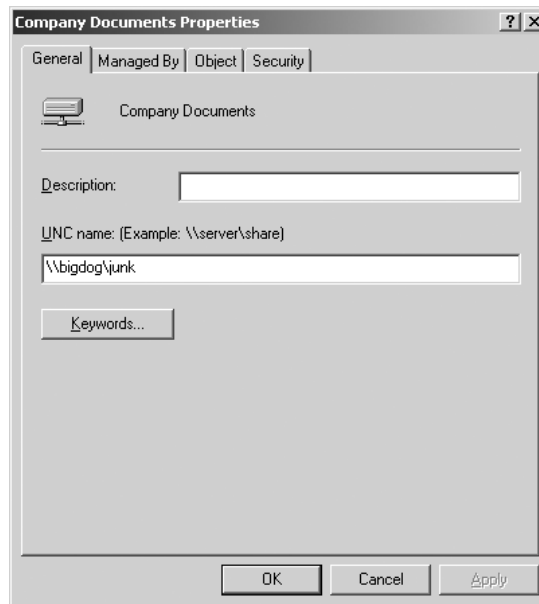 Company Documents Properties
General Managed By Object Security
Company Documents
Description:
UNC name: (Example: \\server\share)
\\bigdog\junk
Keywords...
OK Cancel Apply